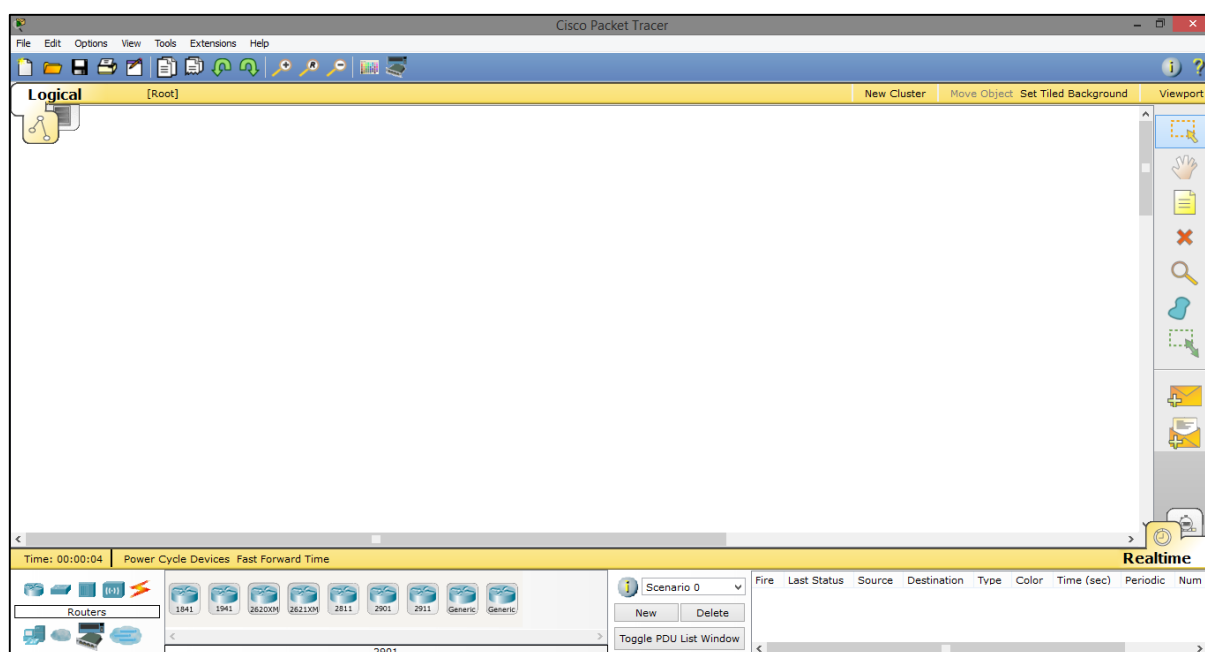 Cisco Packet Tracer
File Edit Options View Tools Extensions Help
Logical [Root] New Cluster Move Object Set Tiled Background Viewport
Time: 00:00:04 Power Cycle Devices Fast Forward Time Realtime
Routers
1841 1941 2620XM 2621XM 2811 2901 2911 Generic Generic
2901
Scenario 0
New Delete
Toggle PDU List Window
Fire Last Status Source Destination Type Color Time (sec) Periodic Num